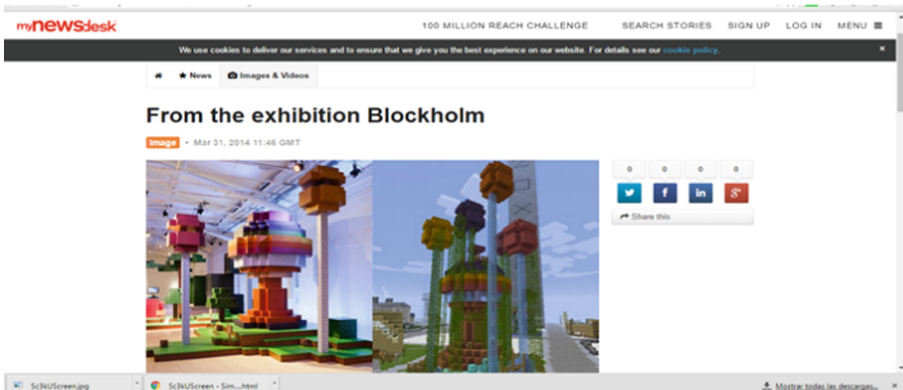 mynewsdesk
100 MILLION REACH CHALLENGE SEARCH STORIES SIGN UP LOG IN MENU
We use cookies to deliver our services and to ensure that we give you the best experience on our website. For details see our cookie policy. ×
News Images & Videos
From the exhibition Blockholm
Image • Mar 31, 2014 11:46 GMT
0 0 0 0
f in g+
Share this
Sc3kUScreen.jpg Sc3kUScreen - Sim....html Mostrar todas las descargas... ×